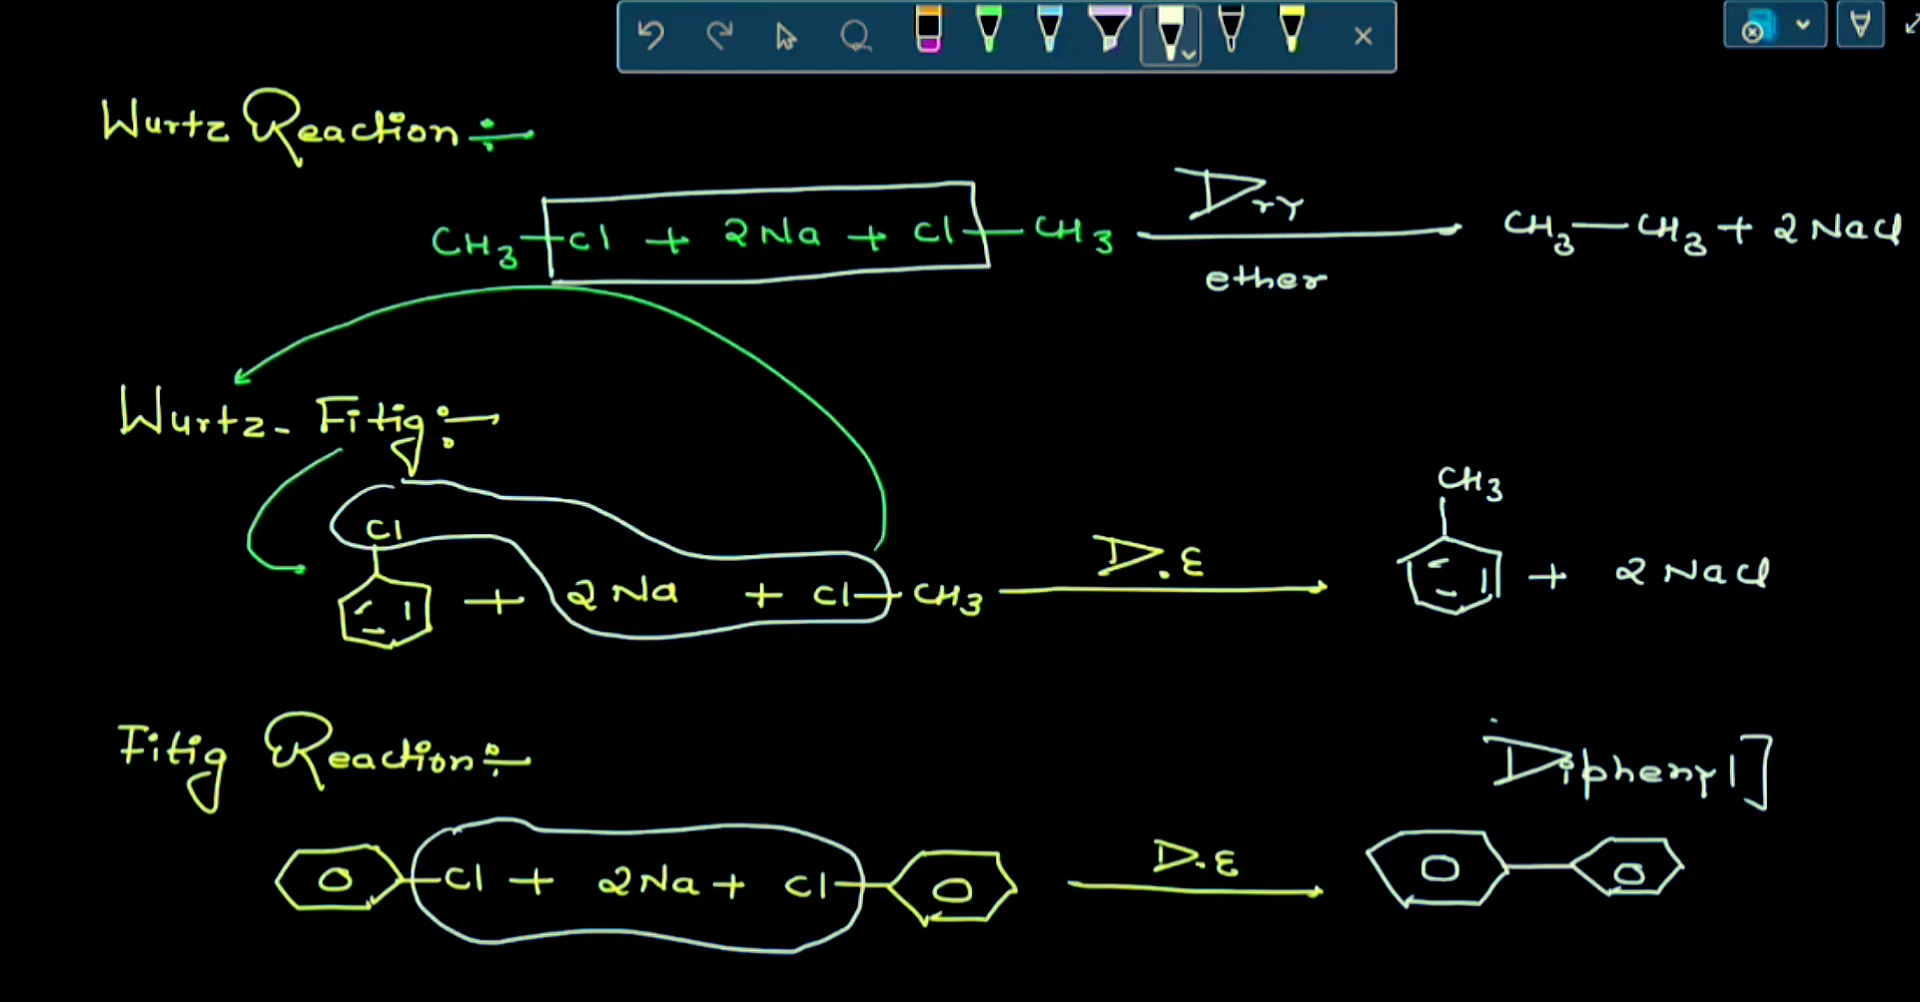 Wurtz Reaction ÷
CH3-Cl + 2Na + Cl-CH3 Dry ether CH3-CH3 + 2NaCl
Wurtz- Fitig ÷
Cl + 2Na + Cl-CH3 D.E CH3 + 2NaCl
Fitig Reaction ÷
Diphenyl]
Cl + 2Na + Cl D.E